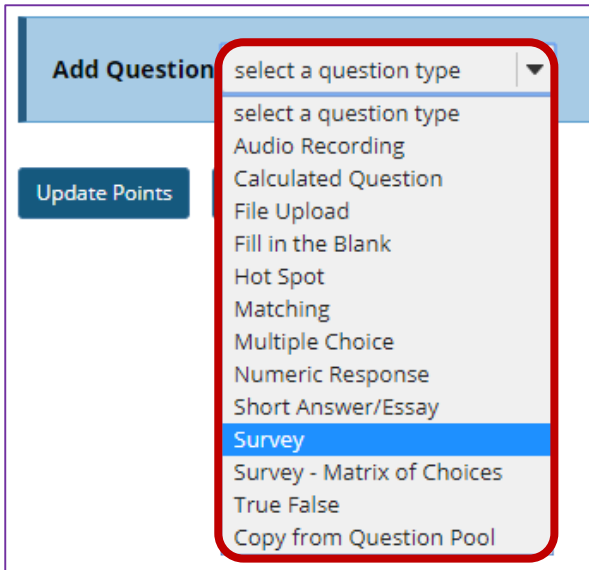 Add Question
select a question type
select a question type
Audio Recording
Calculated Question
Update Points
File Upload
Fill in the Blank
Hot Spot
Matching
Multiple Choice
Numeric Response
Short Answer/Essay
Survey
Survey - Matrix of Choices
True False
Copy from Question Pool